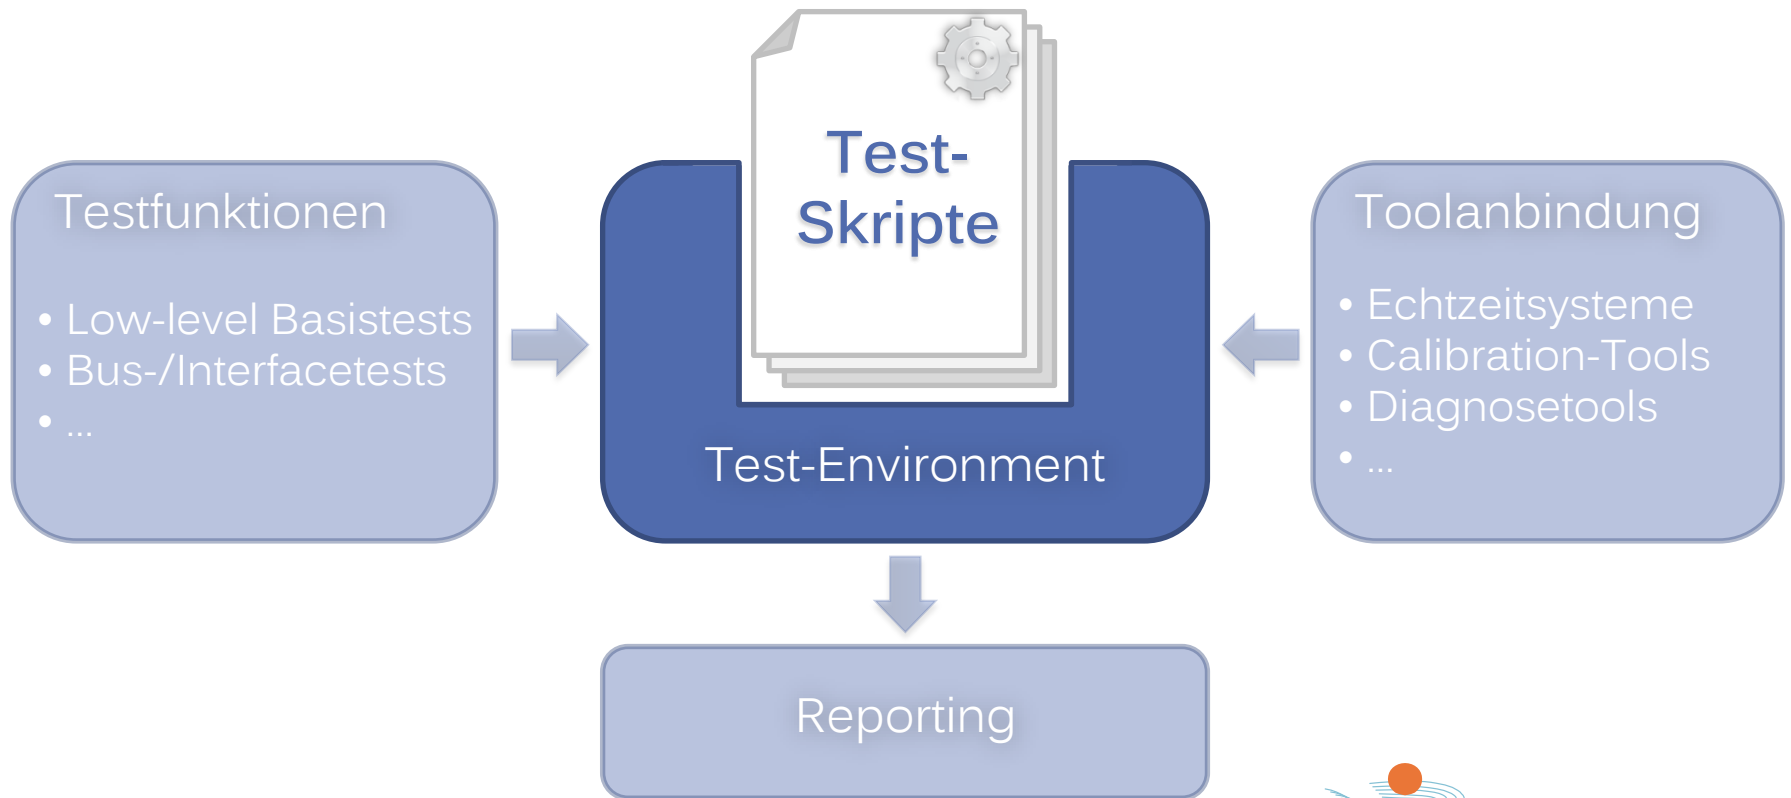 Test-
Skripte
Testfunktionen
• Low-level Basistests
• Bus-/Interfacetests
• ...
Test-Environment
Toolanbindung
• Echtzeitsysteme
• Calibration-Tools
• Diagnosetools
• ...
Reporting